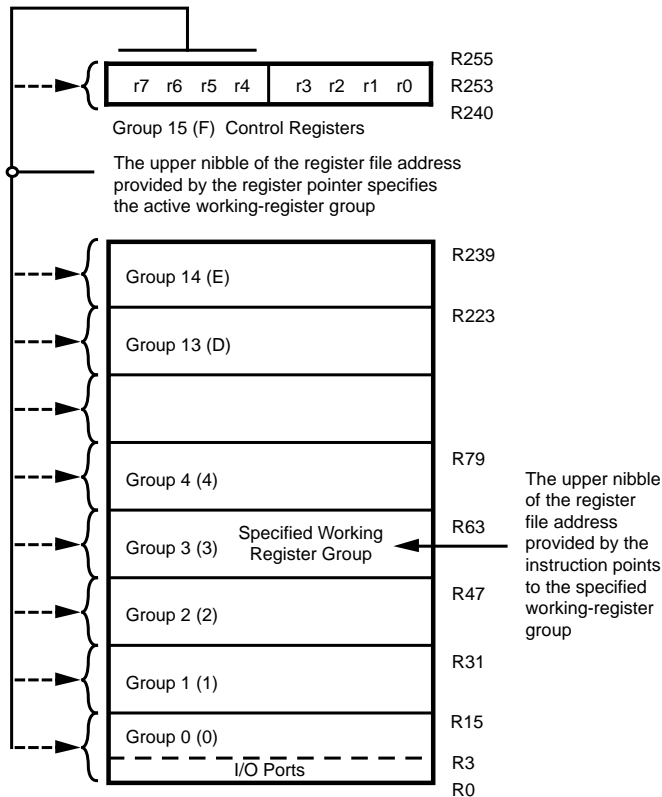 R255
r7 r6 r5 r4 r3 r2 r1 r0
R253
R240
Group 15 (F) Control Registers
The upper nibble of the register file address
provided by the register pointer specifies
the active working-register group
R239
Group 14 (E)
R223
Group 13 (D)
R79
Group 4 (4)
R63
Group 3 (3)
Specified Working
Register Group
The upper nibble
of the register
file address
provided by the
instruction points
to the specified
working-register
group
R47
Group 2 (2)
R31
Group 1 (1)
R15
Group 0 (0)
R3
I/O Ports
R0